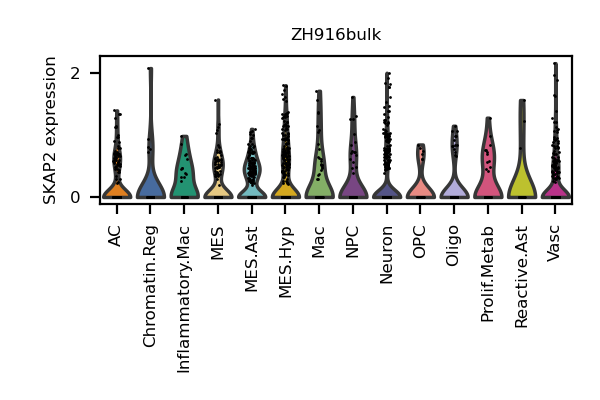 ZH916bulk
SKAP2 expression
2
0
AC
Chromatin.Reg
Inflammatory.Mac
MES
MES.Ast
MES.Hyp
Mac
NPC
Neuron
OPC
Oligo
Prolif.Metab
Reactive.Ast
Vasc